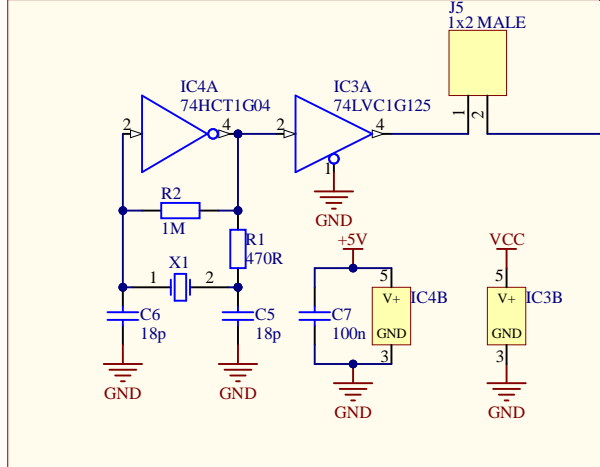 J5
1x2 MALE
1
2
IC4A
74HCT1G04
2
4
IC3A
74LVC1G125
2
4
1
GND
R2
1M
R1
470R
X1
1
2
C6
18p
C5
18p
GND
GND
+5V
5
C7
100n
V+
GND
IC4B
3
GND
VCC
5
V+
GND
IC3B
3
GND